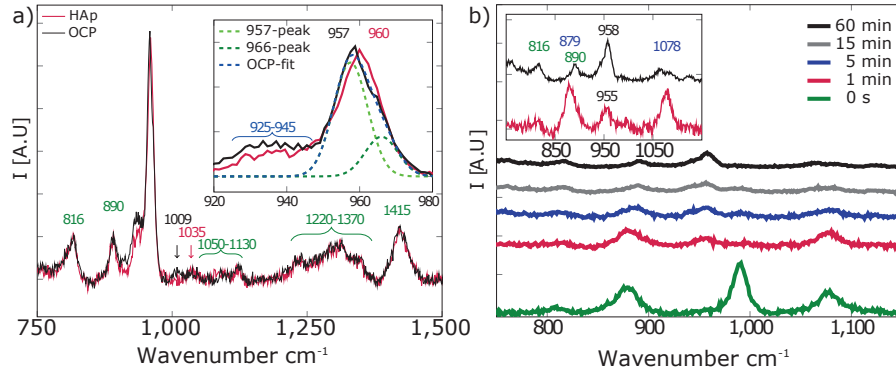 a)
HAp
OCP
957-peak
966-peak
OCP-fit
957
960
925-945
920
940
960
980
816
890
1009
1035
1050-1130
1220-1370
1415
I [A.U]
750
1,000
1,250
1,500
Wavenumber cm-1
b)
816
879
890
958
1078
955
850
950
1050
60 min
15 min
5 min
1 min
0 s
I [A.U]
800
900
1,000
1,100
Wavenumber cm-1